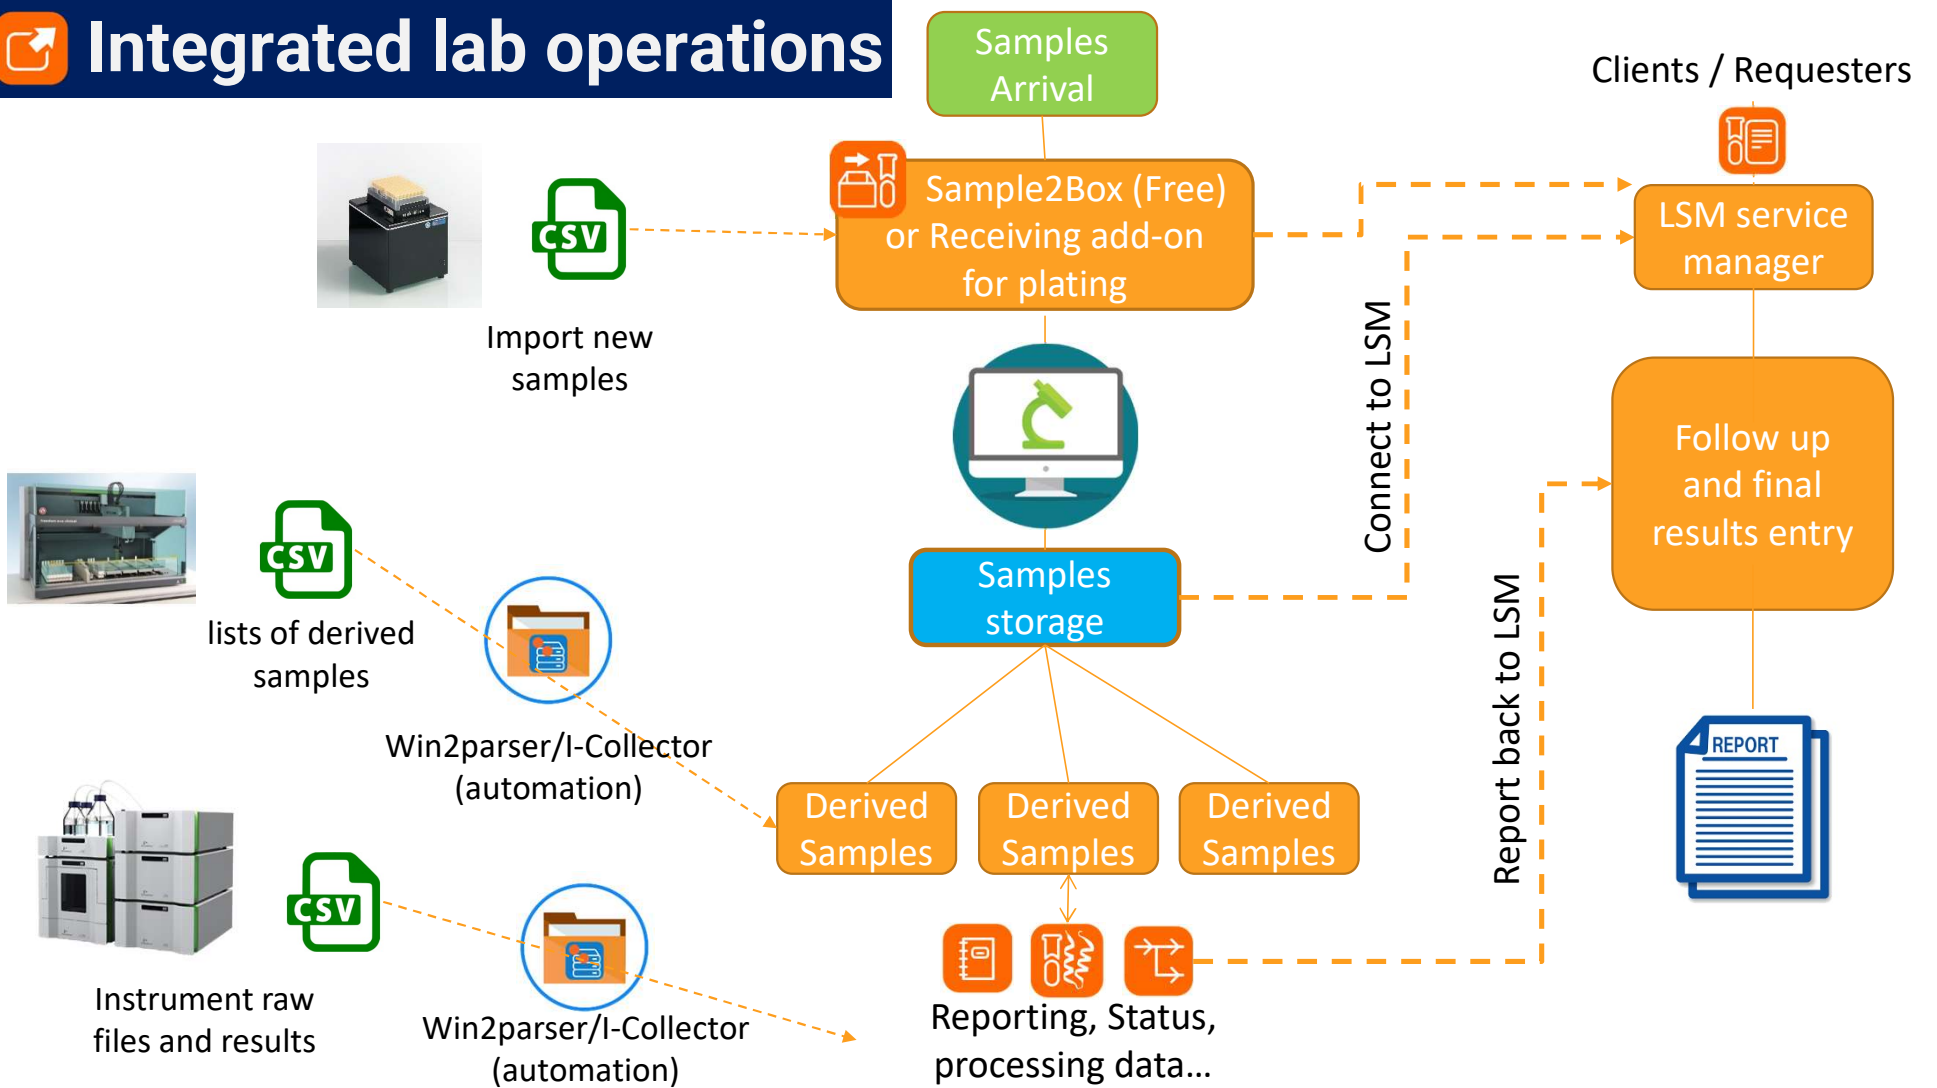 Integrated lab operations
Samples
Arrival
Clients / Requesters
Sample2Box (Free)
or Receiving add-on
for plating
CSV
LSM service
manager
Import new
samples
Connect to LSM
Follow up
and final
results entry
CSV
lists of derived
samples
Samples
storage
Win2parser/I-Collector
(automation)
Report back to LSM
REPORT
Derived
Samples
Derived
Samples
Derived
Samples
CSV
Instrument raw
files and results
Win2parser/I-Collector
(automation)
Reporting, Status,
processing data...